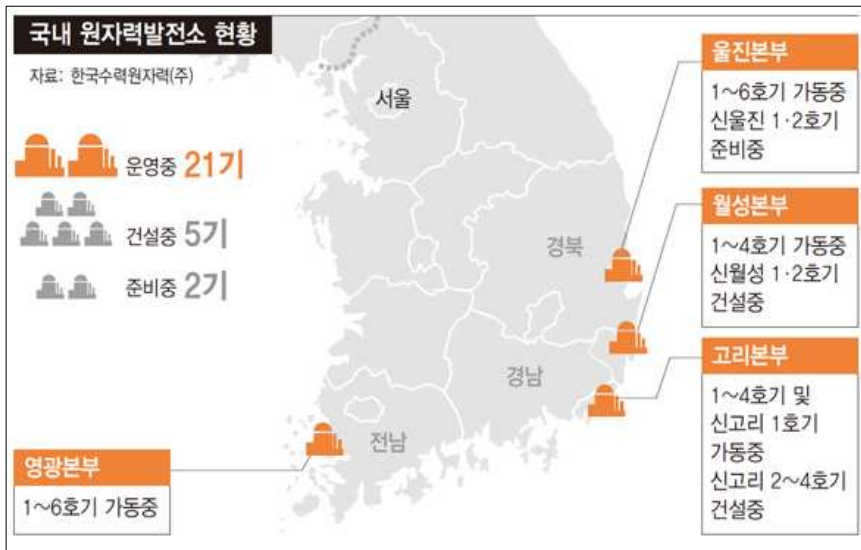 국내 원자력발전소 현황
자료: 한국수력원자력(주)
운영중 21기
건설중 5기
준비중 2기
서울
경북
경남
전남
울진본부
1~6호기 가동중
신울진 1·2호기
준비중
월성본부
1~4호기 가동중
신월성 1·2호기
건설중
고리본부
1~4호기 및
신고리 1호기
가동중
신고리 2~4호기
건설중
영광본부
1~6호기 가동중